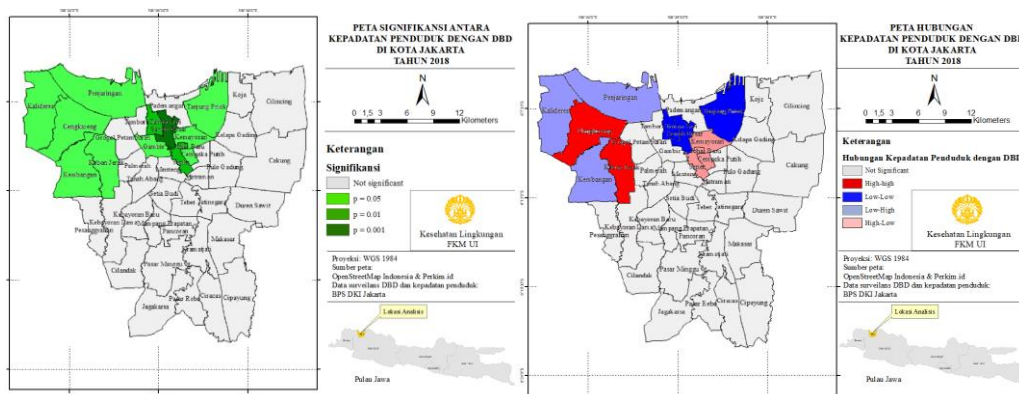 PETA SIGNIFIKANSI ANTARA
KEPADATAN PENDUDUK DENGAN DBD
DI KOTA JAKARTA
TAHUN 2018
N
0 1,5 3 6 9 12
Kilometers
Keterangan
Signifikansi
Not significant
p = 0.05
p = 0.01
p = 0.001
Kesehatan Lingkungan
FKM UI
Proyeksi: WGS 1984
Sumber peta:
OpenStreetMap Indonesia & Perkim.id
Data surveilans DBD dan kepadatan penduduk:
BPS DKI Jakarta
Lokasi Analisis
Pulau Jawa
Penjaringan
Kalideres
Cengkareng
Kembangan
Kebon Jeruk
Pademangan
Tanjung Priok
Koja
Cilincing
Kelapa Gading
Kemayoran
Gambir
Palmerah
Menteng
Tanah Abang
Matraman
Pulo Gadung
Cakung
Setia Budi
Tebet
Jatinegara
Duren Sawit
Kebayoran Baru
Mampang Prapatan
Pancoran
Pesanggrahan
Makasar
Kramatjati
Cilandak
Pasar Minggu
Jagakarsa
Pasar Rebo
Ciracas
Cipayung
PETA HUBUNGAN
KEPADATAN PENDUDUK DENGAN DBD
DI KOTA JAKARTA
TAHUN 2018
N
0 1,5 3 6 9 12
Kilometers
Keterangan
Hubungan Kepadatan Penduduk dengan DBD
Not Significant
High-high
Low-Low
Low-High
High-Low
Kesehatan Lingkungan
FKM UI
Proyeksi: WGS 1984
Sumber peta:
OpenStreetMap Indonesia & Perkim.id
Data surveilans DBD dan kepadatan penduduk:
BPS DKI Jakarta
Lokasi Analisis
Pulau Jawa
Penjaringan
Kalideres
Kembangan
Pademangan
Koja
Cilincing
Kelapa Gading
Kemayoran
Cempaka Putih
Gambir
Palmerah
Menteng
Tanah Abang
Matraman
Pulo Gadung
Cakung
Setia Budi
Tebet
Jatinegara
Duren Sawit
Kebayoran Baru
Mampang Prapatan
Pancoran
Pesanggrahan
Makasar
Kramatjati
Cilandak
Pasar Minggu
Jagakarsa
Pasar Rebo
Ciracas
Cipayung